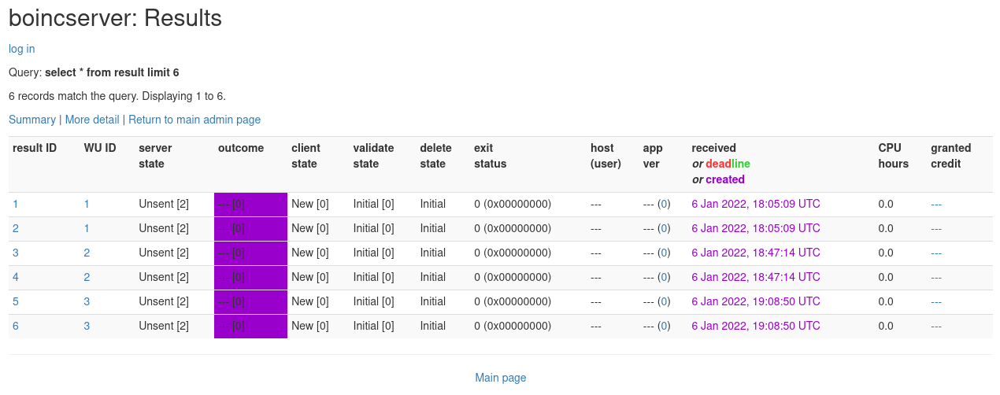 boincserver: Results
log in
Query: select * from result limit 6
6 records match the query. Displaying 1 to 6.
Summary | More detail | Return to main admin page
result ID WU ID server state outcome client state validate state delete state exit status host (user) app ver received or deadline or created CPU hours granted credit
1 1 Unsent [2] --- [0] New [0] Initial [0] Initial 0 (0x00000000) --- --- (0) 6 Jan 2022, 18:05:09 UTC 0.0 ---
2 1 Unsent [2] --- [0] New [0] Initial [0] Initial 0 (0x00000000) --- --- (0) 6 Jan 2022, 18:05:09 UTC 0.0 ---
3 2 Unsent [2] --- [0] New [0] Initial [0] Initial 0 (0x00000000) --- --- (0) 6 Jan 2022, 18:47:14 UTC 0.0 ---
4 2 Unsent [2] --- [0] New [0] Initial [0] Initial 0 (0x00000000) --- --- (0) 6 Jan 2022, 18:47:14 UTC 0.0 ---
5 3 Unsent [2] --- [0] New [0] Initial [0] Initial 0 (0x00000000) --- --- (0) 6 Jan 2022, 19:08:50 UTC 0.0 ---
6 3 Unsent [2] --- [0] New [0] Initial [0] Initial 0 (0x00000000) --- --- (0) 6 Jan 2022, 19:08:50 UTC 0.0 ---
Main page